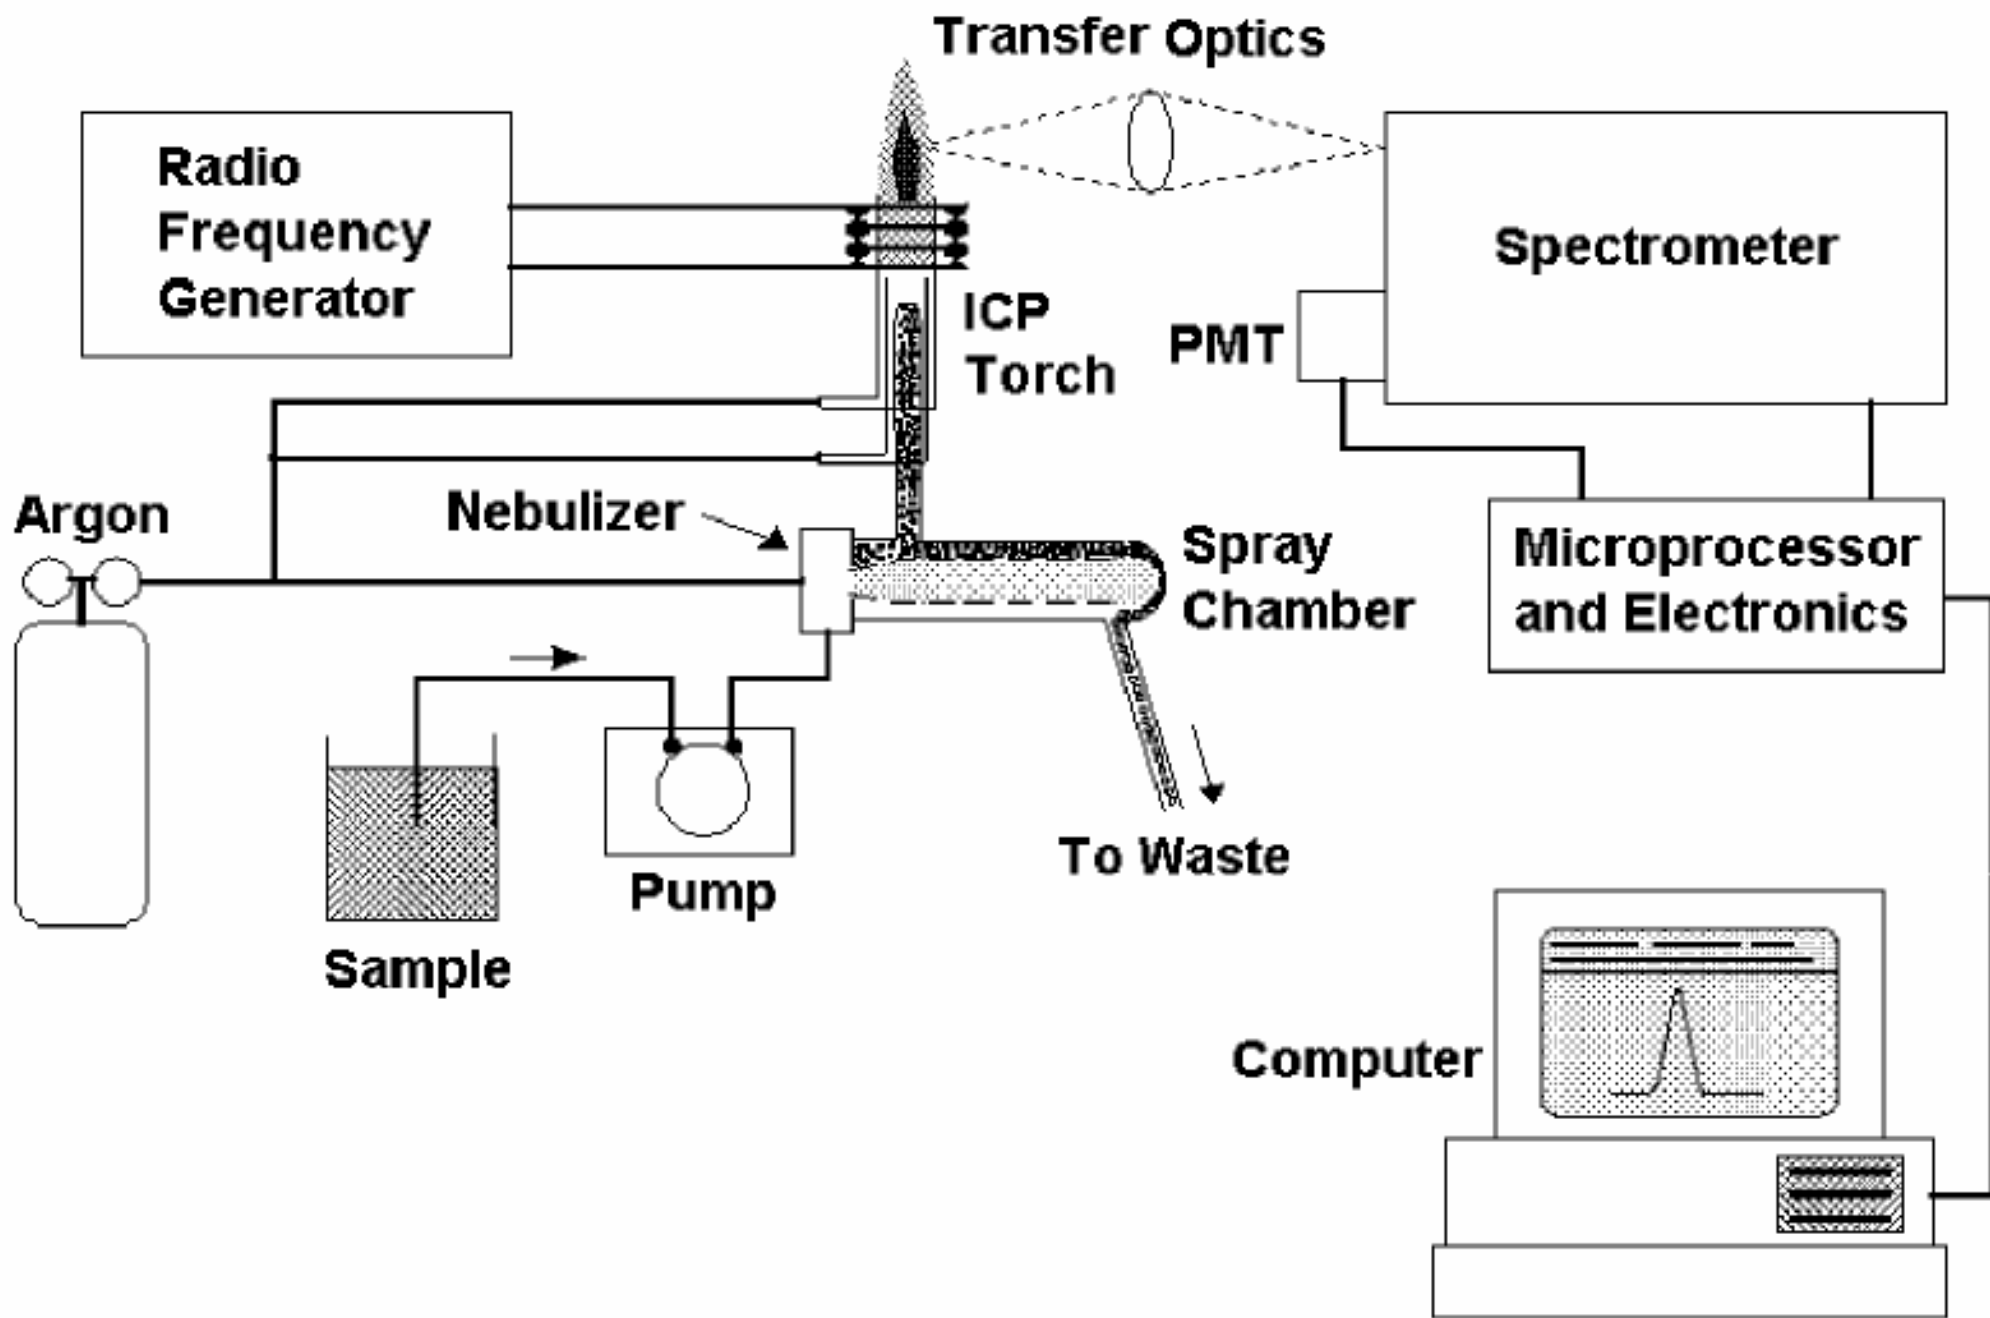 Transfer Optics
Radio
Frequency
Generator
Spectrometer
ICP
Torch
PMT
Argon
Nebulizer
Spray
Chamber
Microprocessor
and Electronics
To Waste
Pump
Sample
Computer